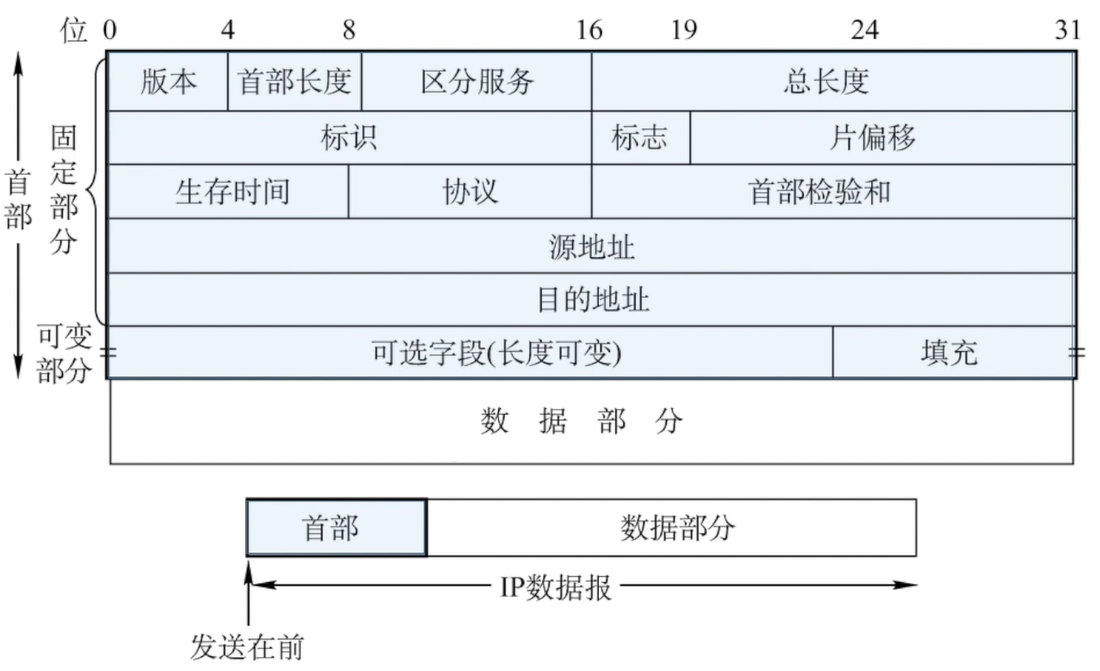 位 0 4 8 16 19 24 31
版本 首部长度 区分服务 总长度
标识 标志 片偏移
生存时间 协议 首部检验和
源地址
目的地址
可选字段(长度可变) 填充
首部
固定部分
可变部分
数据部分
首部 数据部分
IP数据报
发送在前